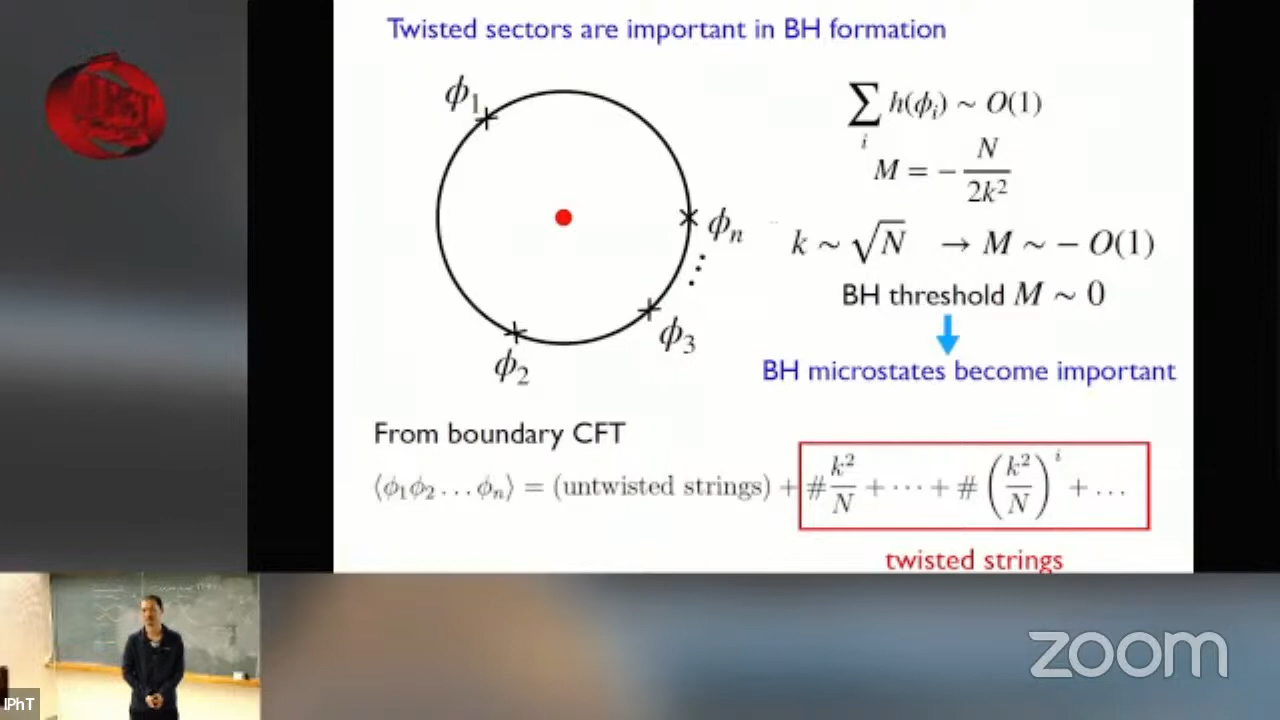 Twisted sectors are important in BH formation
IPhT
ϕ₁
ϕₙ
⋮
ϕ₃
ϕ₂
∑ᵢ h(ϕᵢ) ~ O(1)
M = − N / 2k²
k ~ √N → M ~ − O(1)
BH threshold M ~ 0
BH microstates become important
From boundary CFT
⟨ϕ₁ϕ₂…ϕₙ⟩ = (untwisted strings) + # k²/N + ⋯ + # (k²/N)ⁱ + …
twisted strings
zoom
IPhT